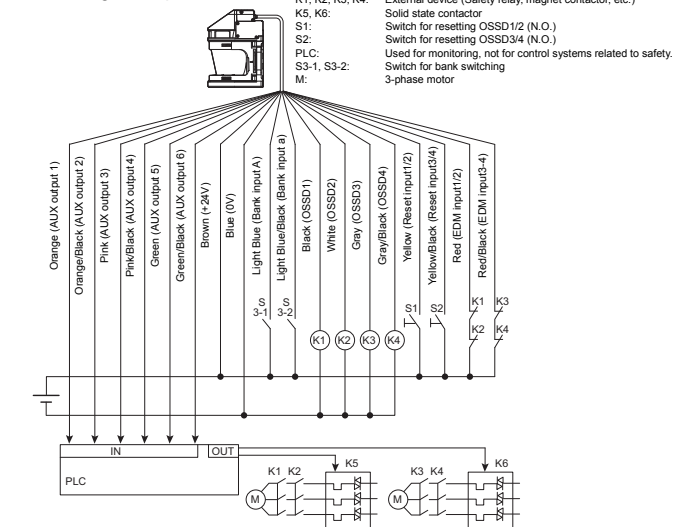 K1, K2, K3, K4: External device (Safety relay, magnet contactor, etc.)
K5, K6: Solid state contactor
S1: Switch for resetting OSSD1/2 (N.O.)
S2: Switch for resetting OSSD3/4 (N.O.)
PLC: Used for monitoring, not for control systems related to safety.
S3-1, S3-2: Switch for bank switching
M: 3-phase motor
Orange (AUX output 1)
Orange/Black (AUX output 2)
Pink (AUX output 3)
Pink/Black (AUX output 4)
Green (AUX output 5)
Green/Black (AUX output 6)
Brown (+24V)
Blue (0V)
Light Blue (Bank input A)
Light Blue/Black (Bank input a)
Black (OSSD1)
White (OSSD2)
Gray (OSSD3)
Gray/Black (OSSD4)
Yellow (Reset input1/2)
Yellow/Black (Reset input3/4)
Red (EDM input1/2)
Red/Black (EDM input3-4)
S 3-1
S 3-2
S1
S2
K1
K3
K1
K2
K3
K4
K2
K4
IN
OUT
PLC
K1 K2
K5
M
K3 K4
K6
M